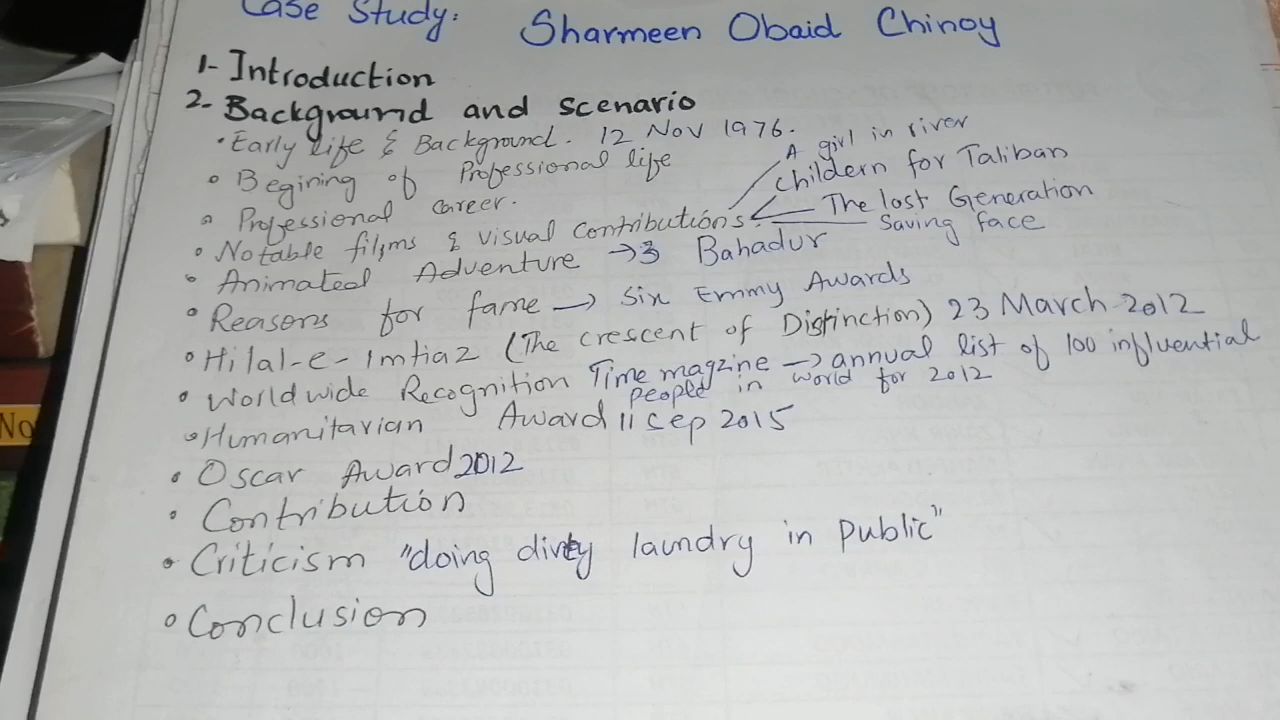 Case Study: Sharmeen Obaid Chinoy
1- Introduction
2- Background and scenario
• Early life & Background. 12 Nov 1976.
• Begining of Professional life
• Professional career.
• Notable films & visual contributions
A girl in river
Childern for Taliban
The lost Generation
Saving face
• Animated Adventure → 3 Bahadur
• Reasons for fame → Six Emmy Awards
• Hilal-e-Imtiaz (The crescent of Distinction) 23 March 2012
• Worldwide Recognition Time magzine → annual list of 100 influential
people in world for 2012
• Humanitarian Award 11 Sep 2015
• Oscar Award 2012
• Contribution
• Criticism "doing dirty laundry in public"
• Conclusion
No